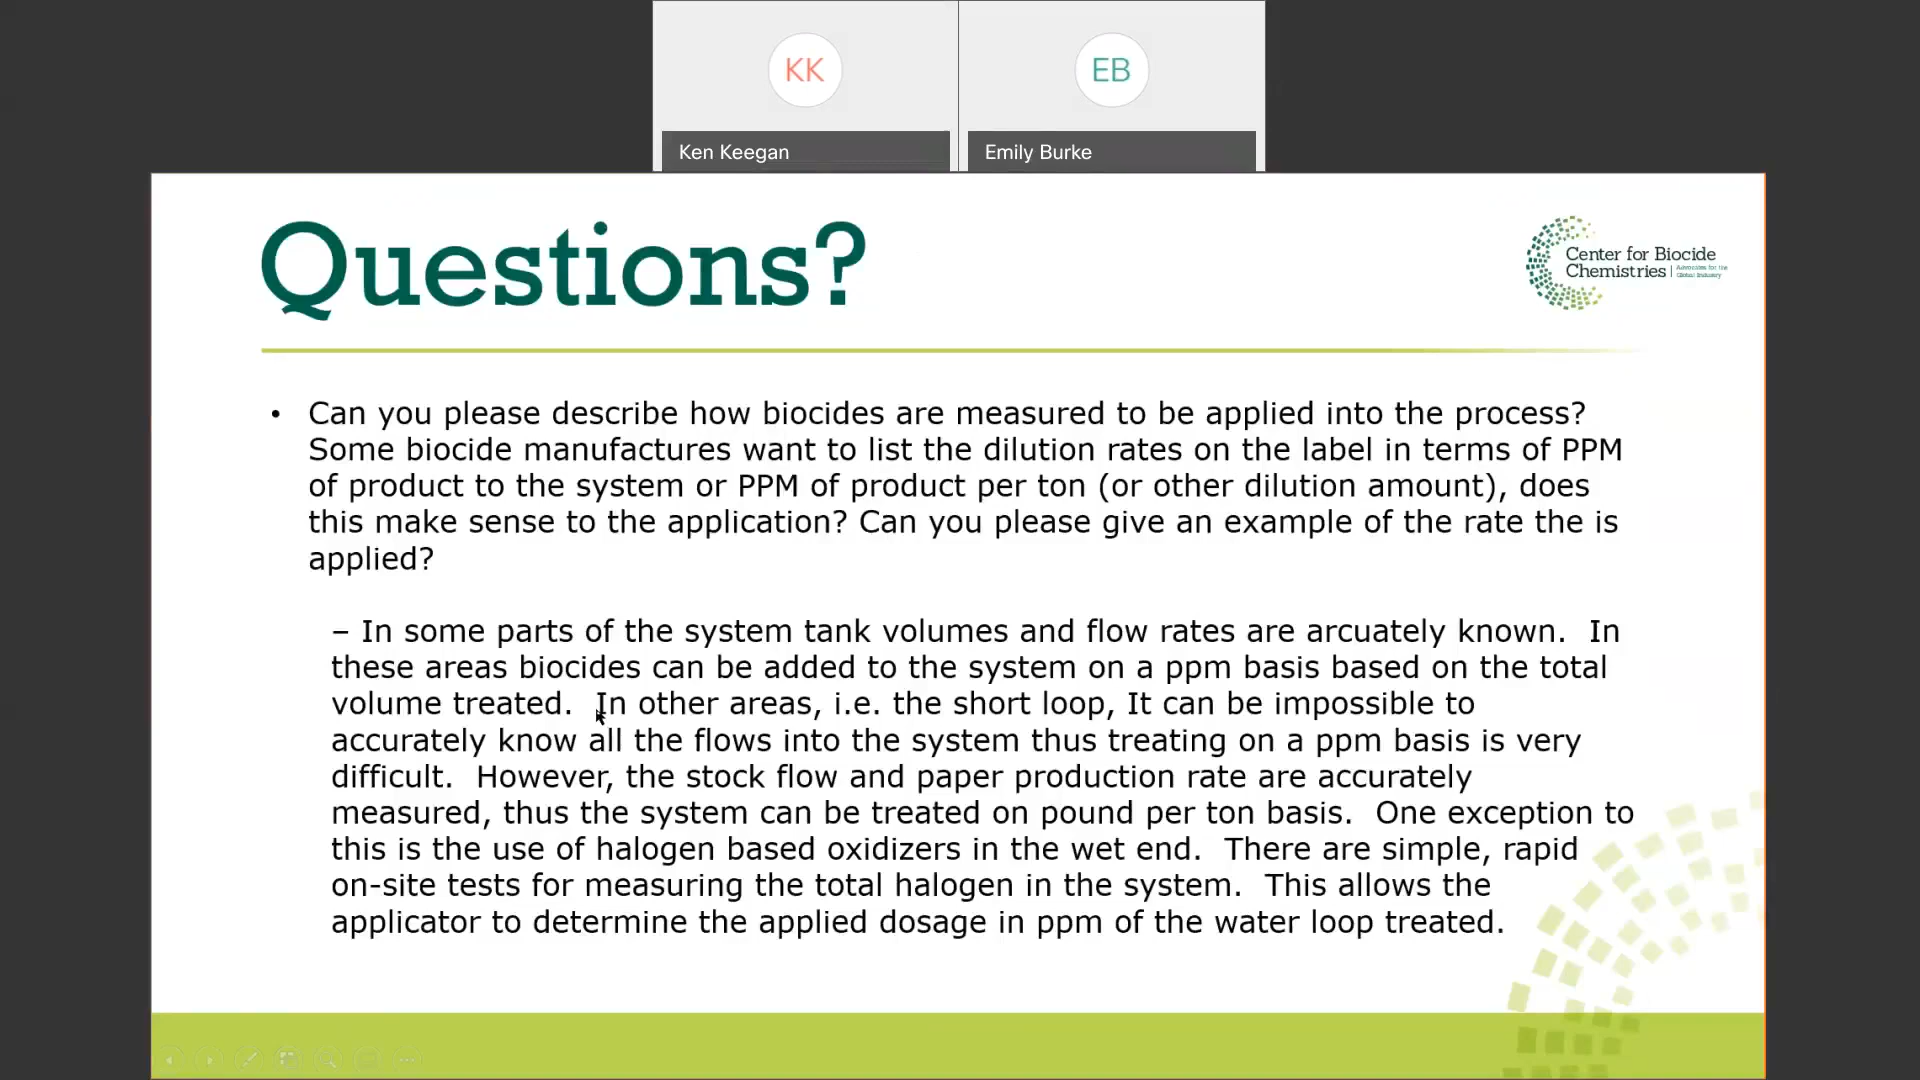 KK
EB
Ken Keegan
Emily Burke
Questions?
Center for Biocide
Chemistries | Advocates for the
Global Industry
• Can you please describe how biocides are measured to be applied into the process?
Some biocide manufactures want to list the dilution rates on the label in terms of PPM
of product to the system or PPM of product per ton (or other dilution amount), does
this make sense to the application? Can you please give an example of the rate the is
applied?
– In some parts of the system tank volumes and flow rates are arcuately known.  In
these areas biocides can be added to the system on a ppm basis based on the total
volume treated.  In other areas, i.e. the short loop, It can be impossible to
accurately know all the flows into the system thus treating on a ppm basis is very
difficult.  However, the stock flow and paper production rate are accurately
measured, thus the system can be treated on pound per ton basis.  One exception to
this is the use of halogen based oxidizers in the wet end.  There are simple, rapid
on-site tests for measuring the total halogen in the system.  This allows the
applicator to determine the applied dosage in ppm of the water loop treated.